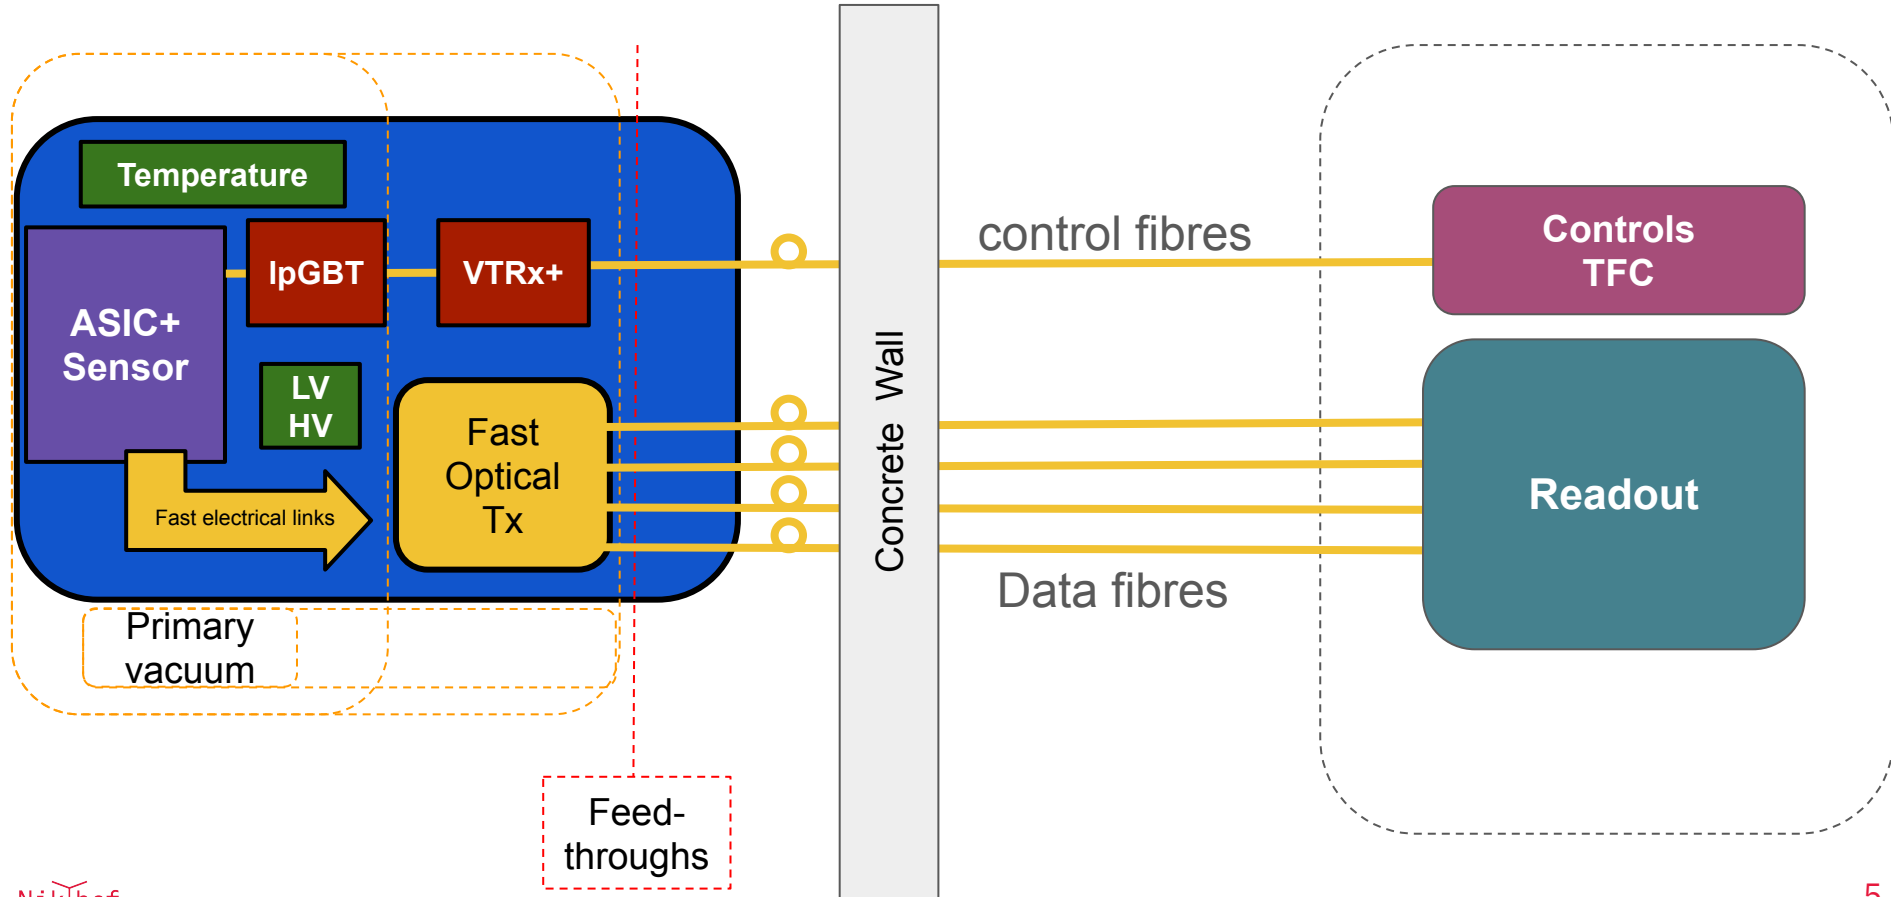 Temperature
ASIC+
Sensor
lpGBT
VTRx+
LV
HV
Fast electrical links
Fast
Optical
Tx
Primary
vacuum
Feed-
throughs
Concrete Wall
control fibres
Data fibres
Controls
TFC
Readout
5